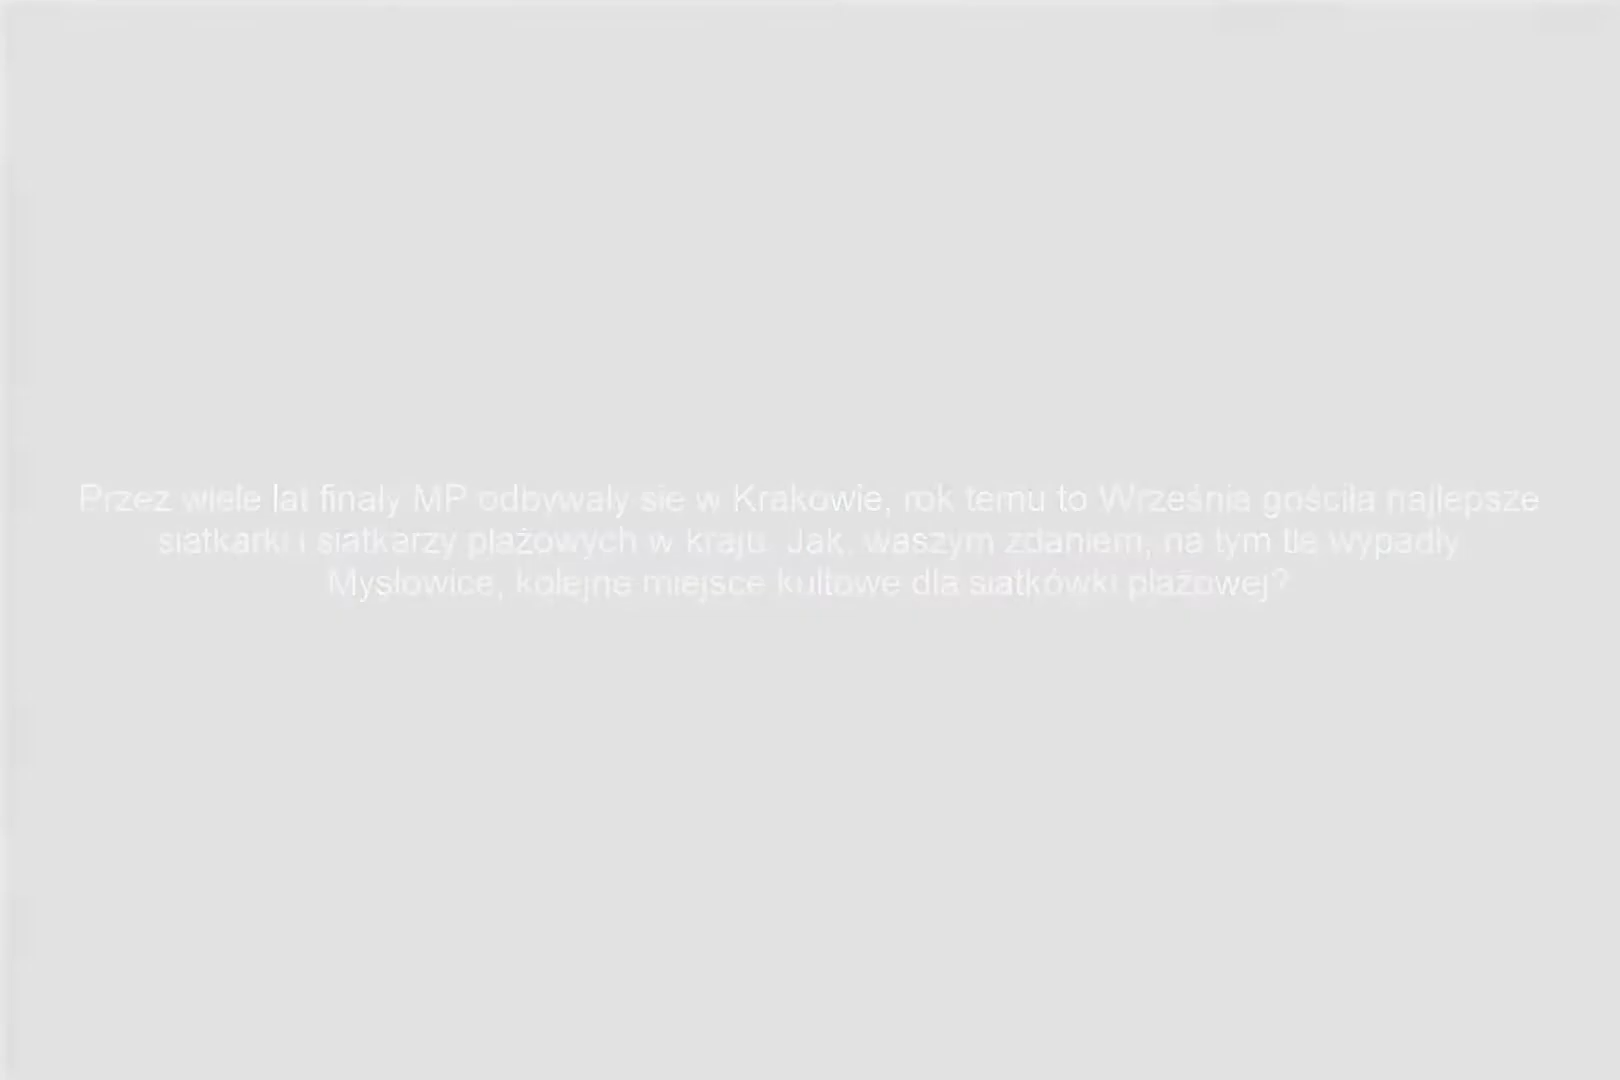 Przez wiele lat finały MP odbywały się w Krakowie, rok temu to Września gościła najlepsze
siatkarki i siatkarzy plażowych w kraju. Jak, waszym zdaniem, na tym tle wypadły
Mysłowice, kolejne miejsce kultowe dla siatkówki plażowej?